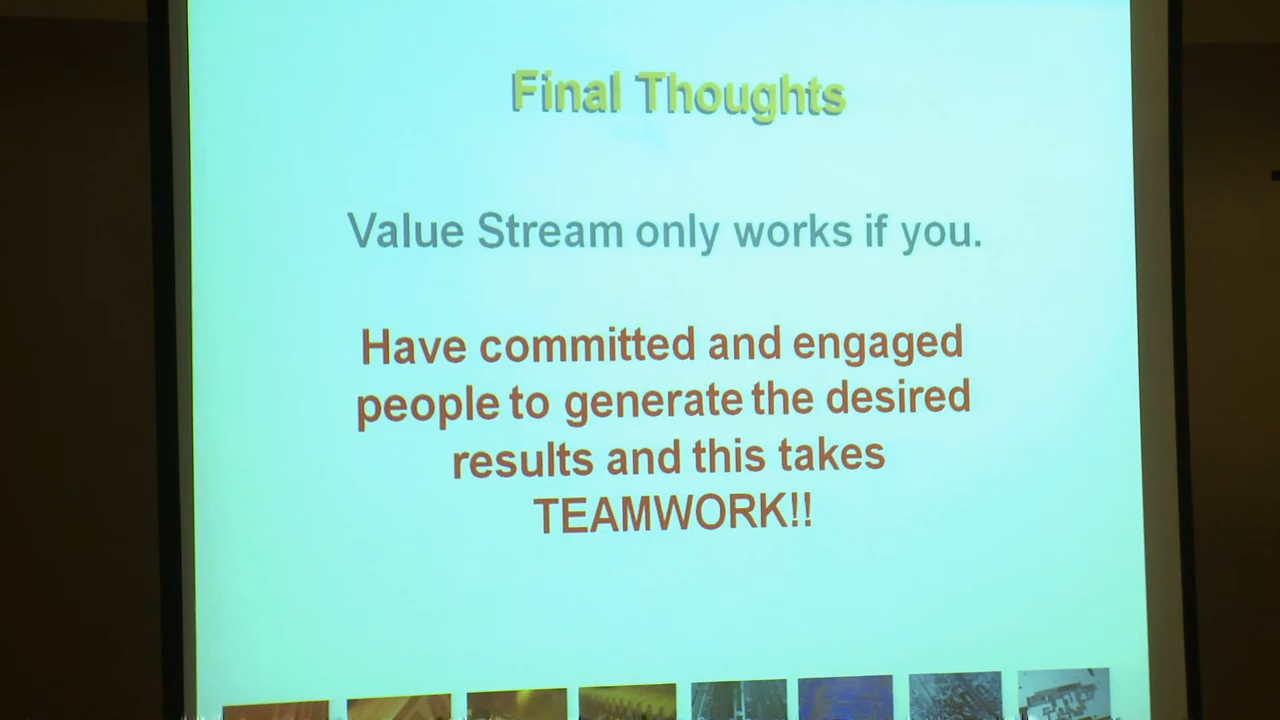 Final Thoughts
Value Stream only works if you.
Have committed and engaged
people to generate the desired
results and this takes
TEAMWORK!!